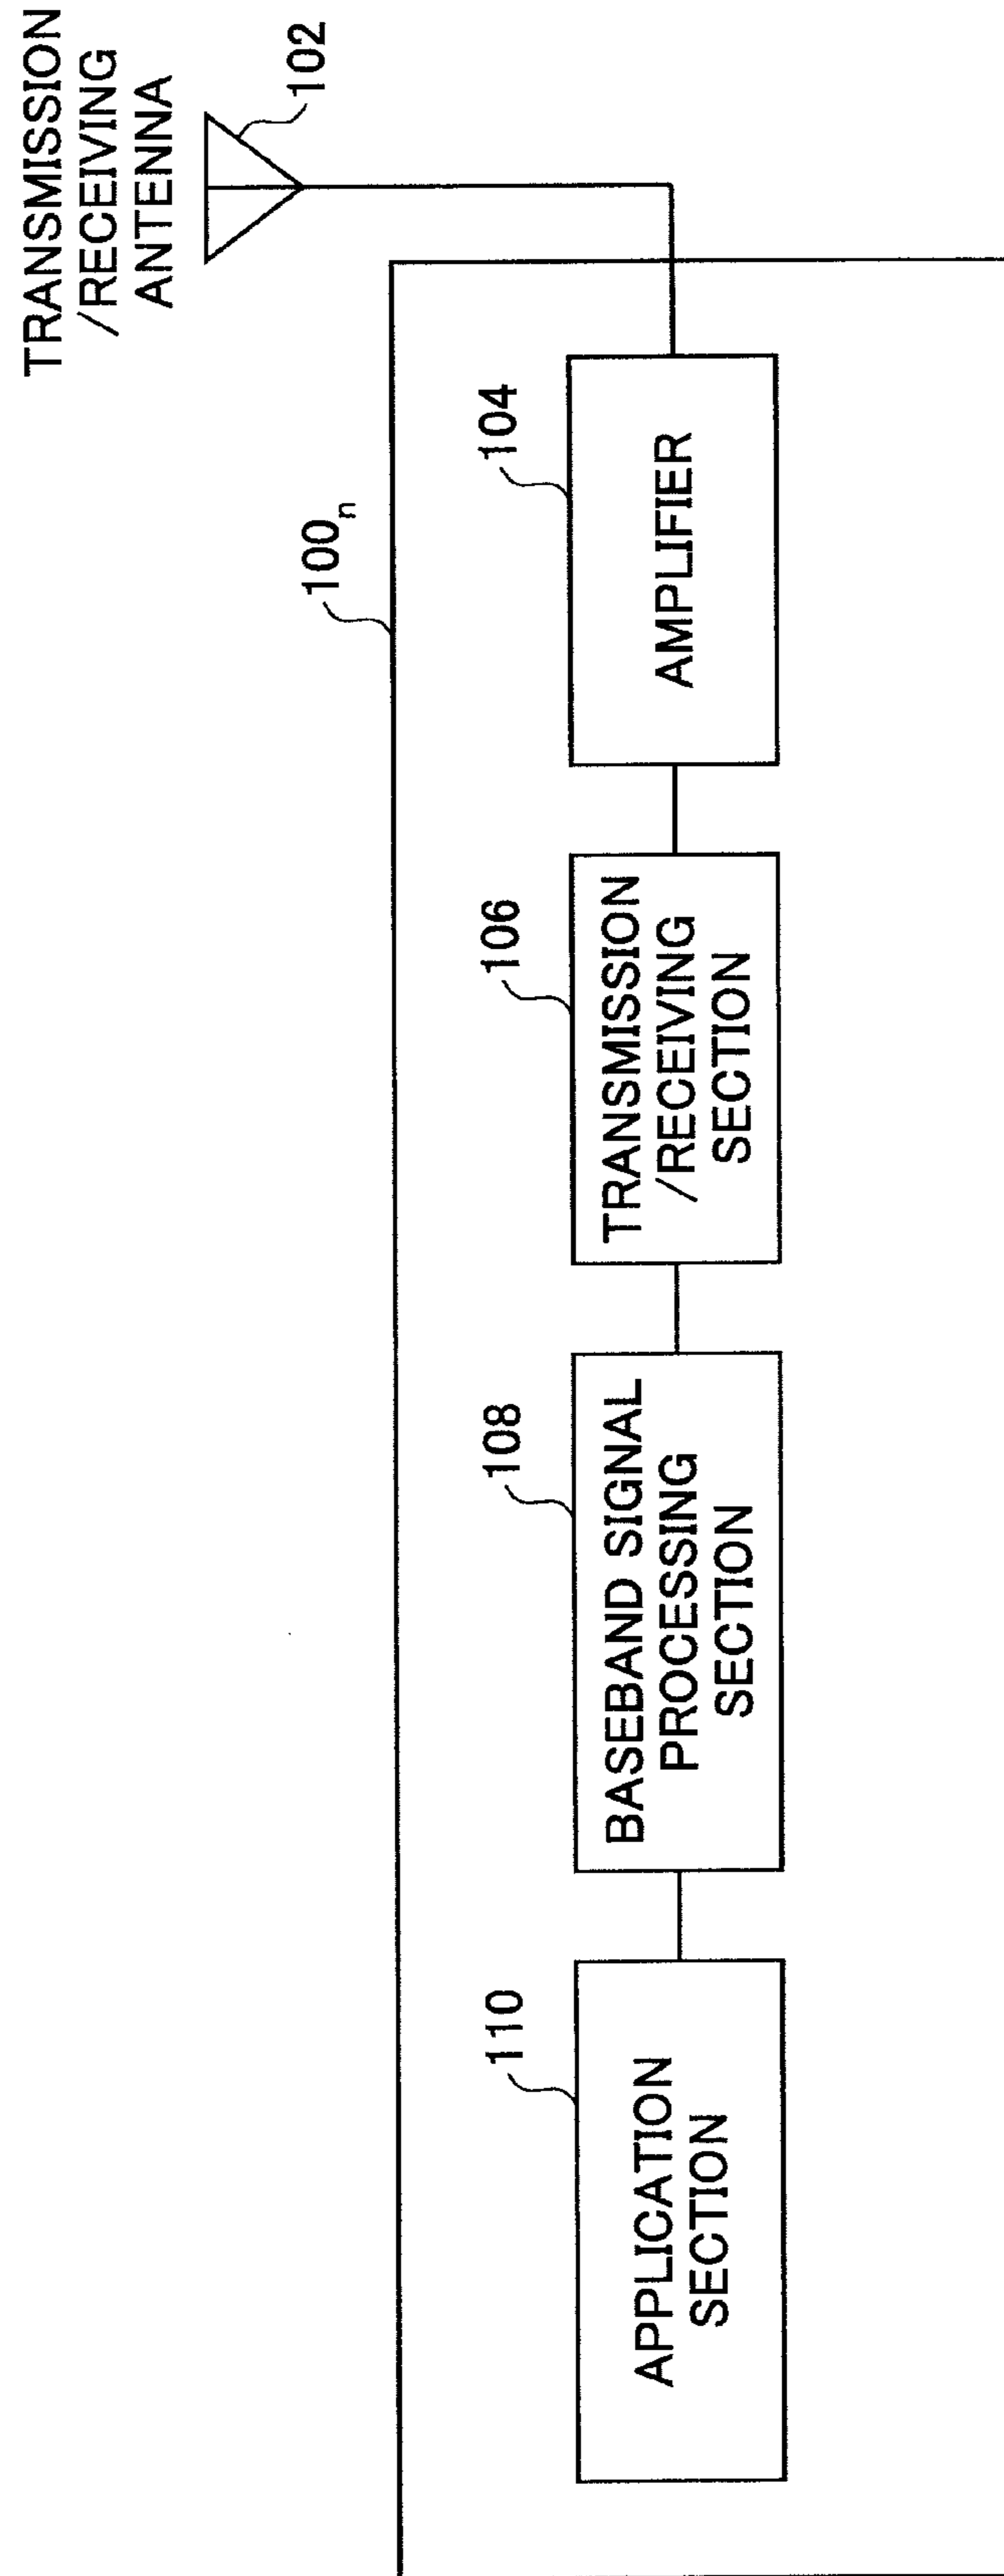 TRANSMISSION
/RECEIVING
ANTENNA
102
100n
104
AMPLIFIER
106
TRANSMISSION
/RECEIVING
SECTION
108
BASEBAND SIGNAL
PROCESSING
SECTION
110
APPLICATION
SECTION